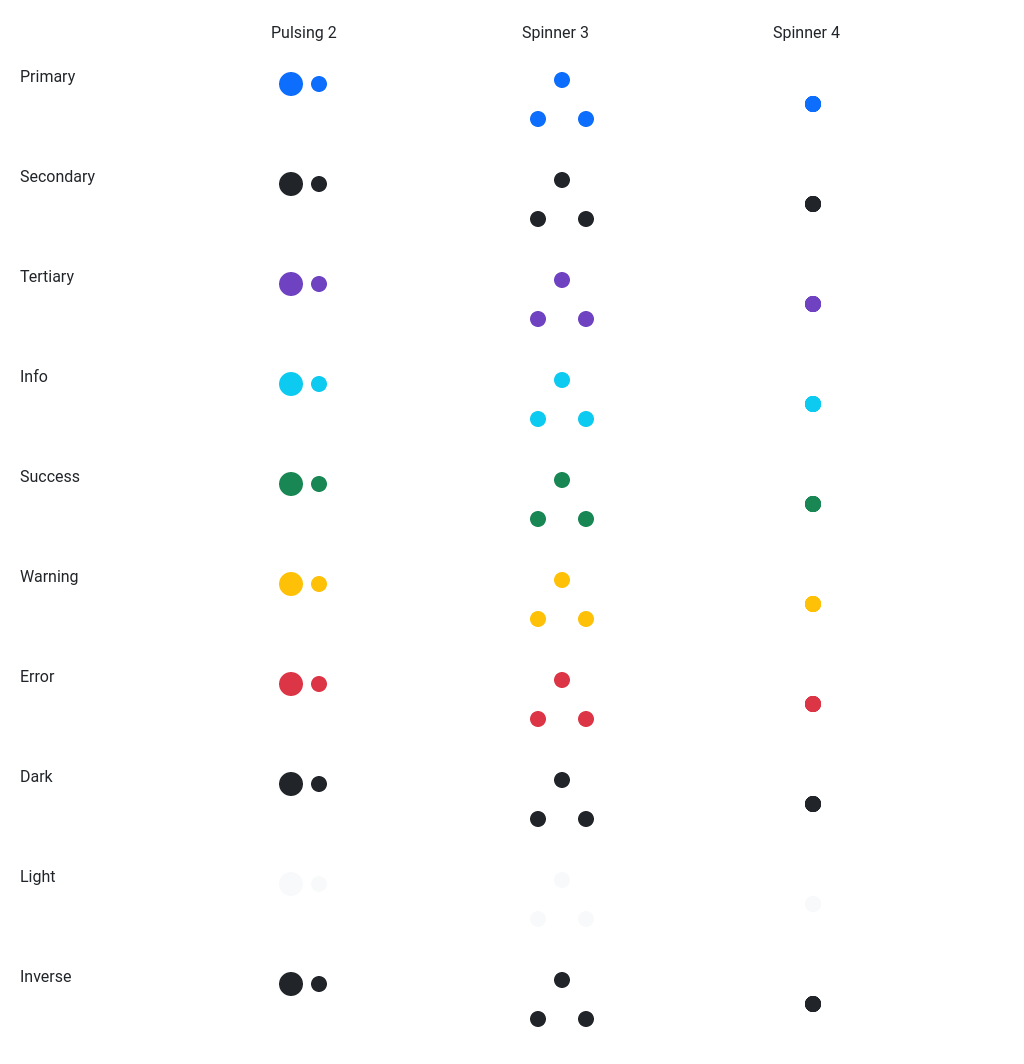 Pulsing 2 Spinner 3 Spinner 4
Primary
Secondary
Tertiary
Info
Success
Warning
Error
Dark
Light
Inverse